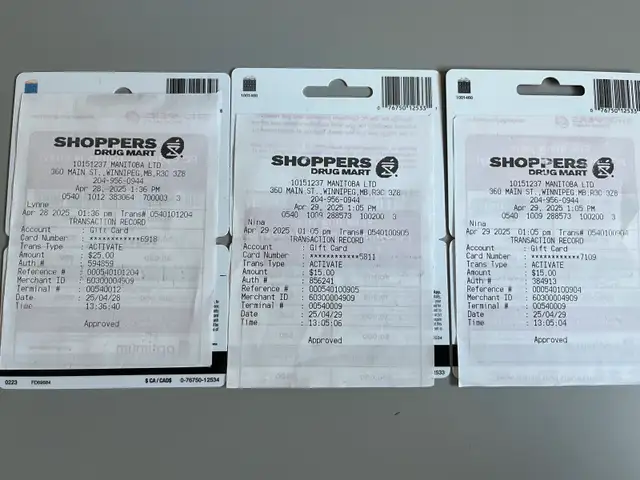 SHOPPERS
DRUG MART
10151237 MANITOBA LTD
360 MAIN ST.,WINNIPEG,MB,R3C 3Z8
204-956-0944
Apr 28, 2025 1:36 PM
0540 1012 383064 700003 3
Lynne
Apr 28 2025 01:36 pm Trans# 0540101204
TRANSACTION RECORD
Account : Gift Card
Card Number : ************6918
Trans Type : ACTIVATE
Amount : $25.00
Auth # : 594859
Reference # : 000540101204
Merchant ID : 60300004909
Terminal # : 00540012
Date : 25/04/28
Time : 13:36:40
Approved
0223
$ CA / CAD$
0-76750-12534
0 76750 12533
SHOPPERS
DRUG MART
10151237 MANITOBA LTD
360 MAIN ST.,WINNIPEG,MB,R3C 3Z8
204-956-0944
Apr 29, 2025 1:05 PM
0540 1009 288573 100200 3
Nina
Apr 29 2025 01:05 pm Trans# 0540100905
TRANSACTION RECORD
Account : Gift Card
Card Number : ************5811
Trans Type : ACTIVATE
Amount : $15.00
Auth # : 856241
Reference # : 000540100905
Merchant ID : 60300004909
Terminal # : 00540009
Date : 25/04/29
Time : 13:05:06
Approved
SHOPPERS
DRUG MART
10151237 MANITOBA LTD
360 MAIN ST.,WINNIPEG,MB,R3C 3Z8
204-956-0944
Apr 29, 2025 1:05 PM
0540 1009 288573 100200 3
Nina
Apr 29 2025 01:05 pm Trans# 0540100904
TRANSACTION RECORD
Account : Gift Card
Card Number : ************7109
Trans Type : ACTIVATE
Amount : $15.00
Auth # : 384913
Reference # : 000540100904
Merchant ID : 60300004909
Terminal # : 00540009
Date : 25/04/29
Time : 13:05:04
Approved